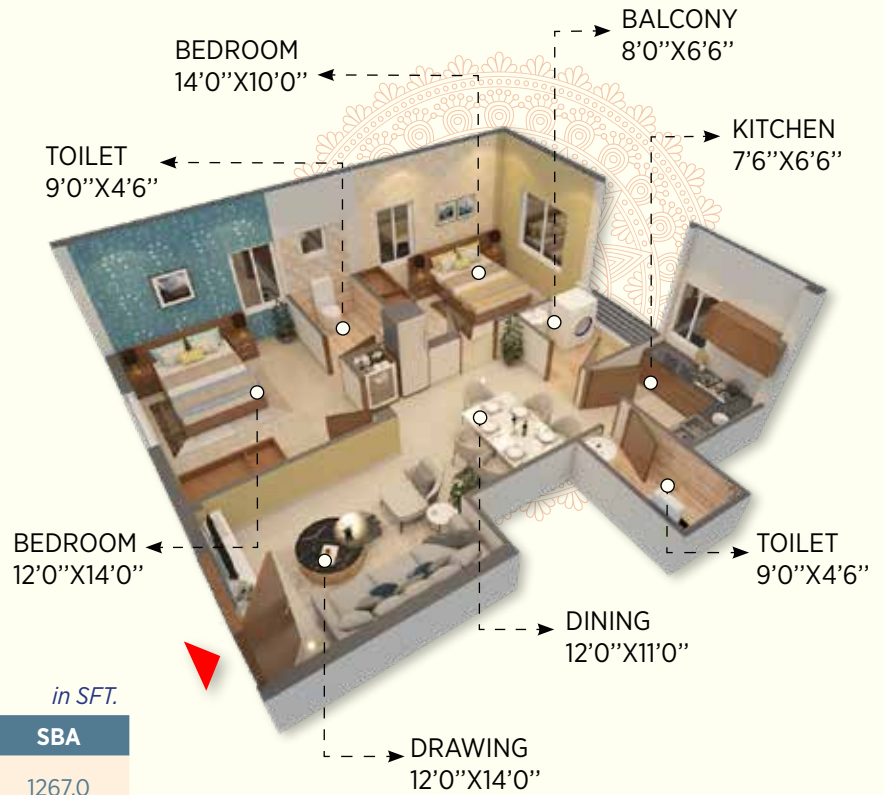 BALCONY
8’0’’X6’6’’
BEDROOM
14’0’’X10’0’’
KITCHEN
7’6’’X6’6’’
TOILET
9’0’’X4’6’’
BEDROOM
12’0’’X14’0’’
TOILET
9’0’’X4’6’’
DINING
12’0’’X11’0’’
in SFT.
SBA
DRAWING
12’0’’X14’0’’
1267.0